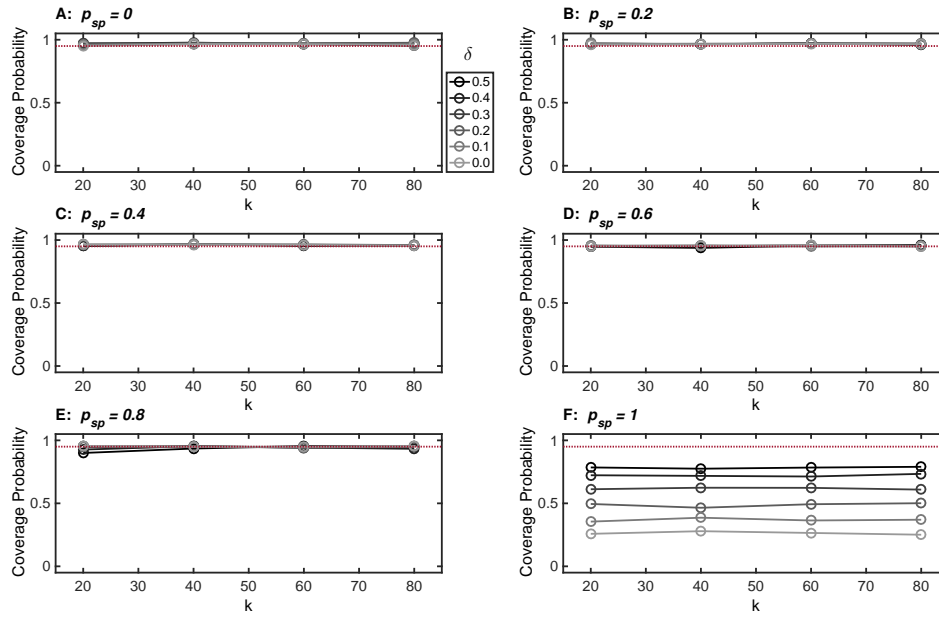 A: p_sp = 0
Coverage Probability
1
0.5
0
20 30 40 50 60 70 80
k
δ
0.5
0.4
0.3
0.2
0.1
0.0
B: p_sp = 0.2
Coverage Probability
1
0.5
0
20 30 40 50 60 70 80
k
C: p_sp = 0.4
Coverage Probability
1
0.5
0
20 30 40 50 60 70 80
k
D: p_sp = 0.6
Coverage Probability
1
0.5
0
20 30 40 50 60 70 80
k
E: p_sp = 0.8
Coverage Probability
1
0.5
0
20 30 40 50 60 70 80
k
F: p_sp = 1
Coverage Probability
1
0.5
0
20 30 40 50 60 70 80
k